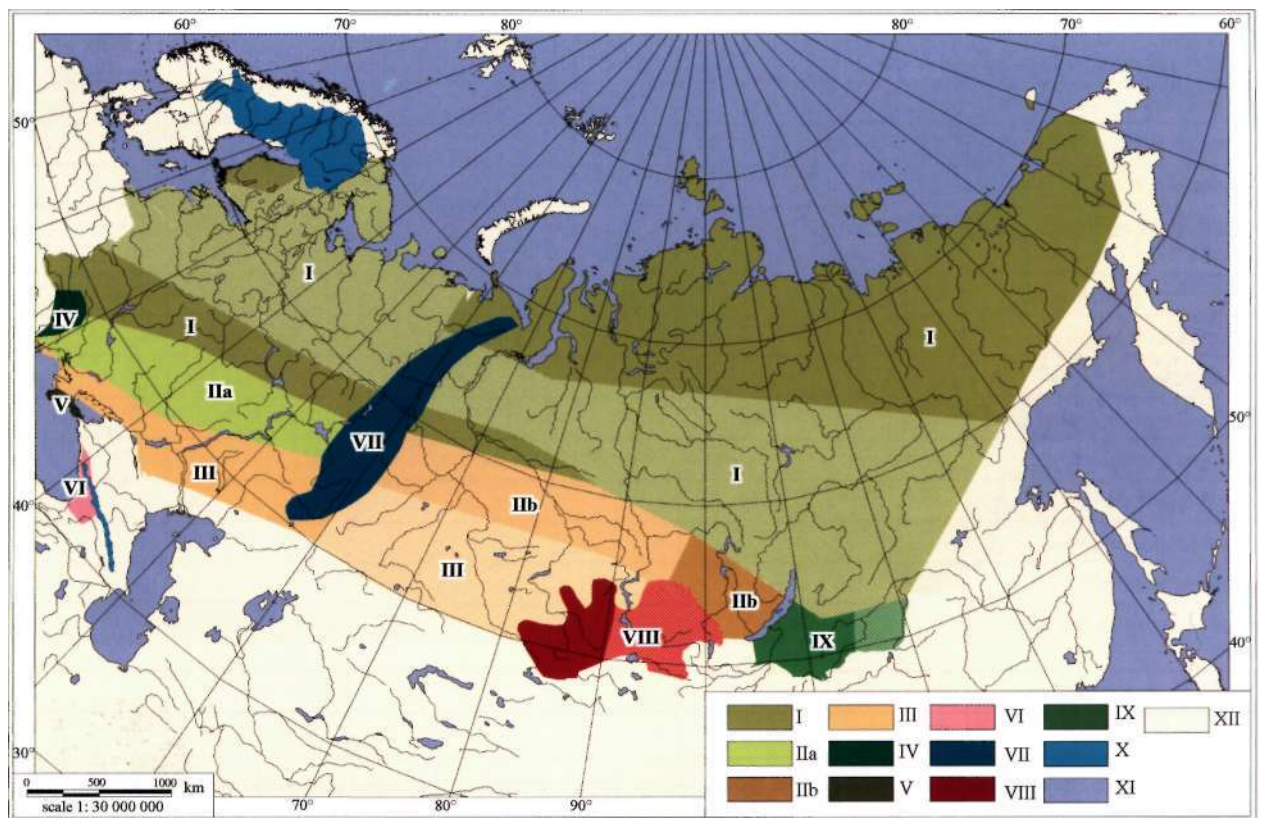 60° 70° 80° 70° 60°
50°
50°
I
I
I
IV
IIa
V
VII
50°
III
IIb
I
VI
40°
III
IIb
VIII
IX
40°
30°
I III VI IX XII
IIa IV VII X
IIb V VIII XI
0 500 1000 km
scale 1: 30 000 000
70° 80° 90°